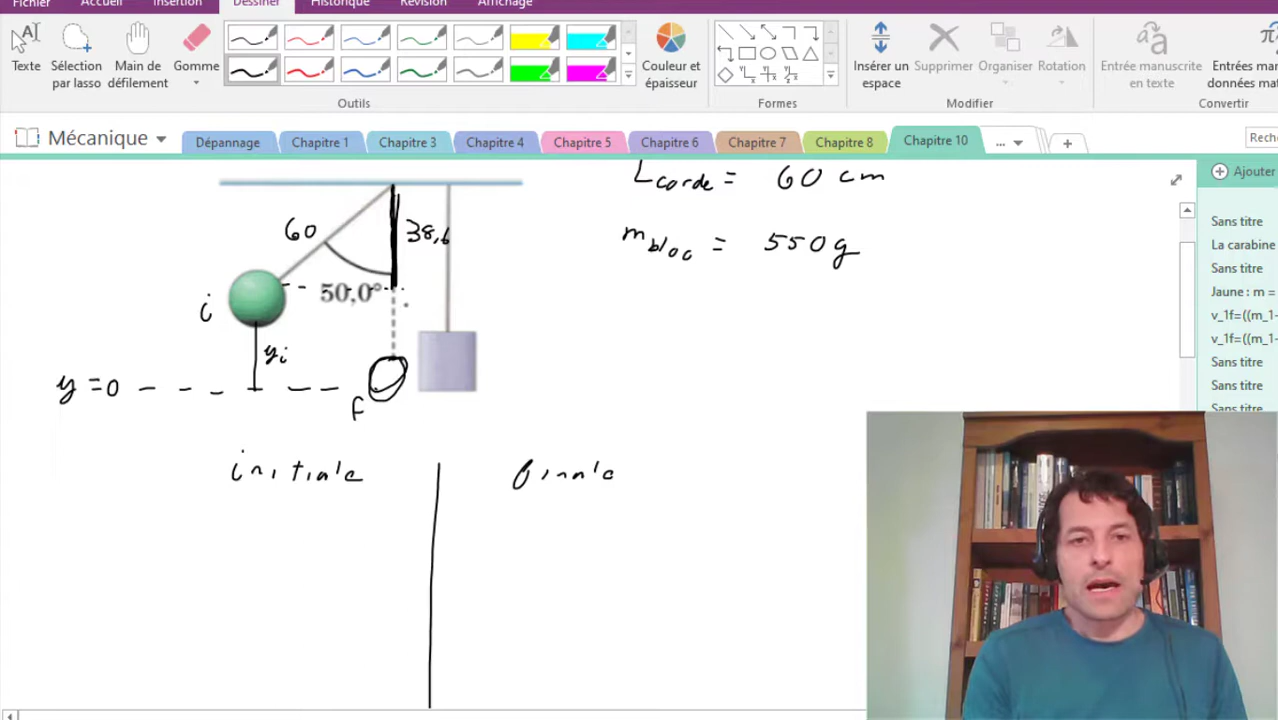 Fichier Accueil Insertion Dessiner Historique Révision Affichage
Texte
Sélection par lasso
Main de défilement
Gomme
Couleur et épaisseur
Insérer un espace
Supprimer
Organiser
Rotation
Entrée manuscrite en texte
Entrées ma
données mat
Outils Formes Modifier Convertir
Mécanique Dépannage Chapitre 1 Chapitre 3 Chapitre 4 Chapitre 5 Chapitre 6 Chapitre 7 Chapitre 8 Chapitre 10 ... Reche
Ajouter
Sans titre
La carabine
Sans titre
Jaune : m =
v_1f=((m_1-
v_1f=((m_1-
Sans titre
Sans titre
Sans titre
L corde = 60 cm
m bloc = 550 g
60 38,6
50,0°
i
yi
y = 0
f
initiale finale